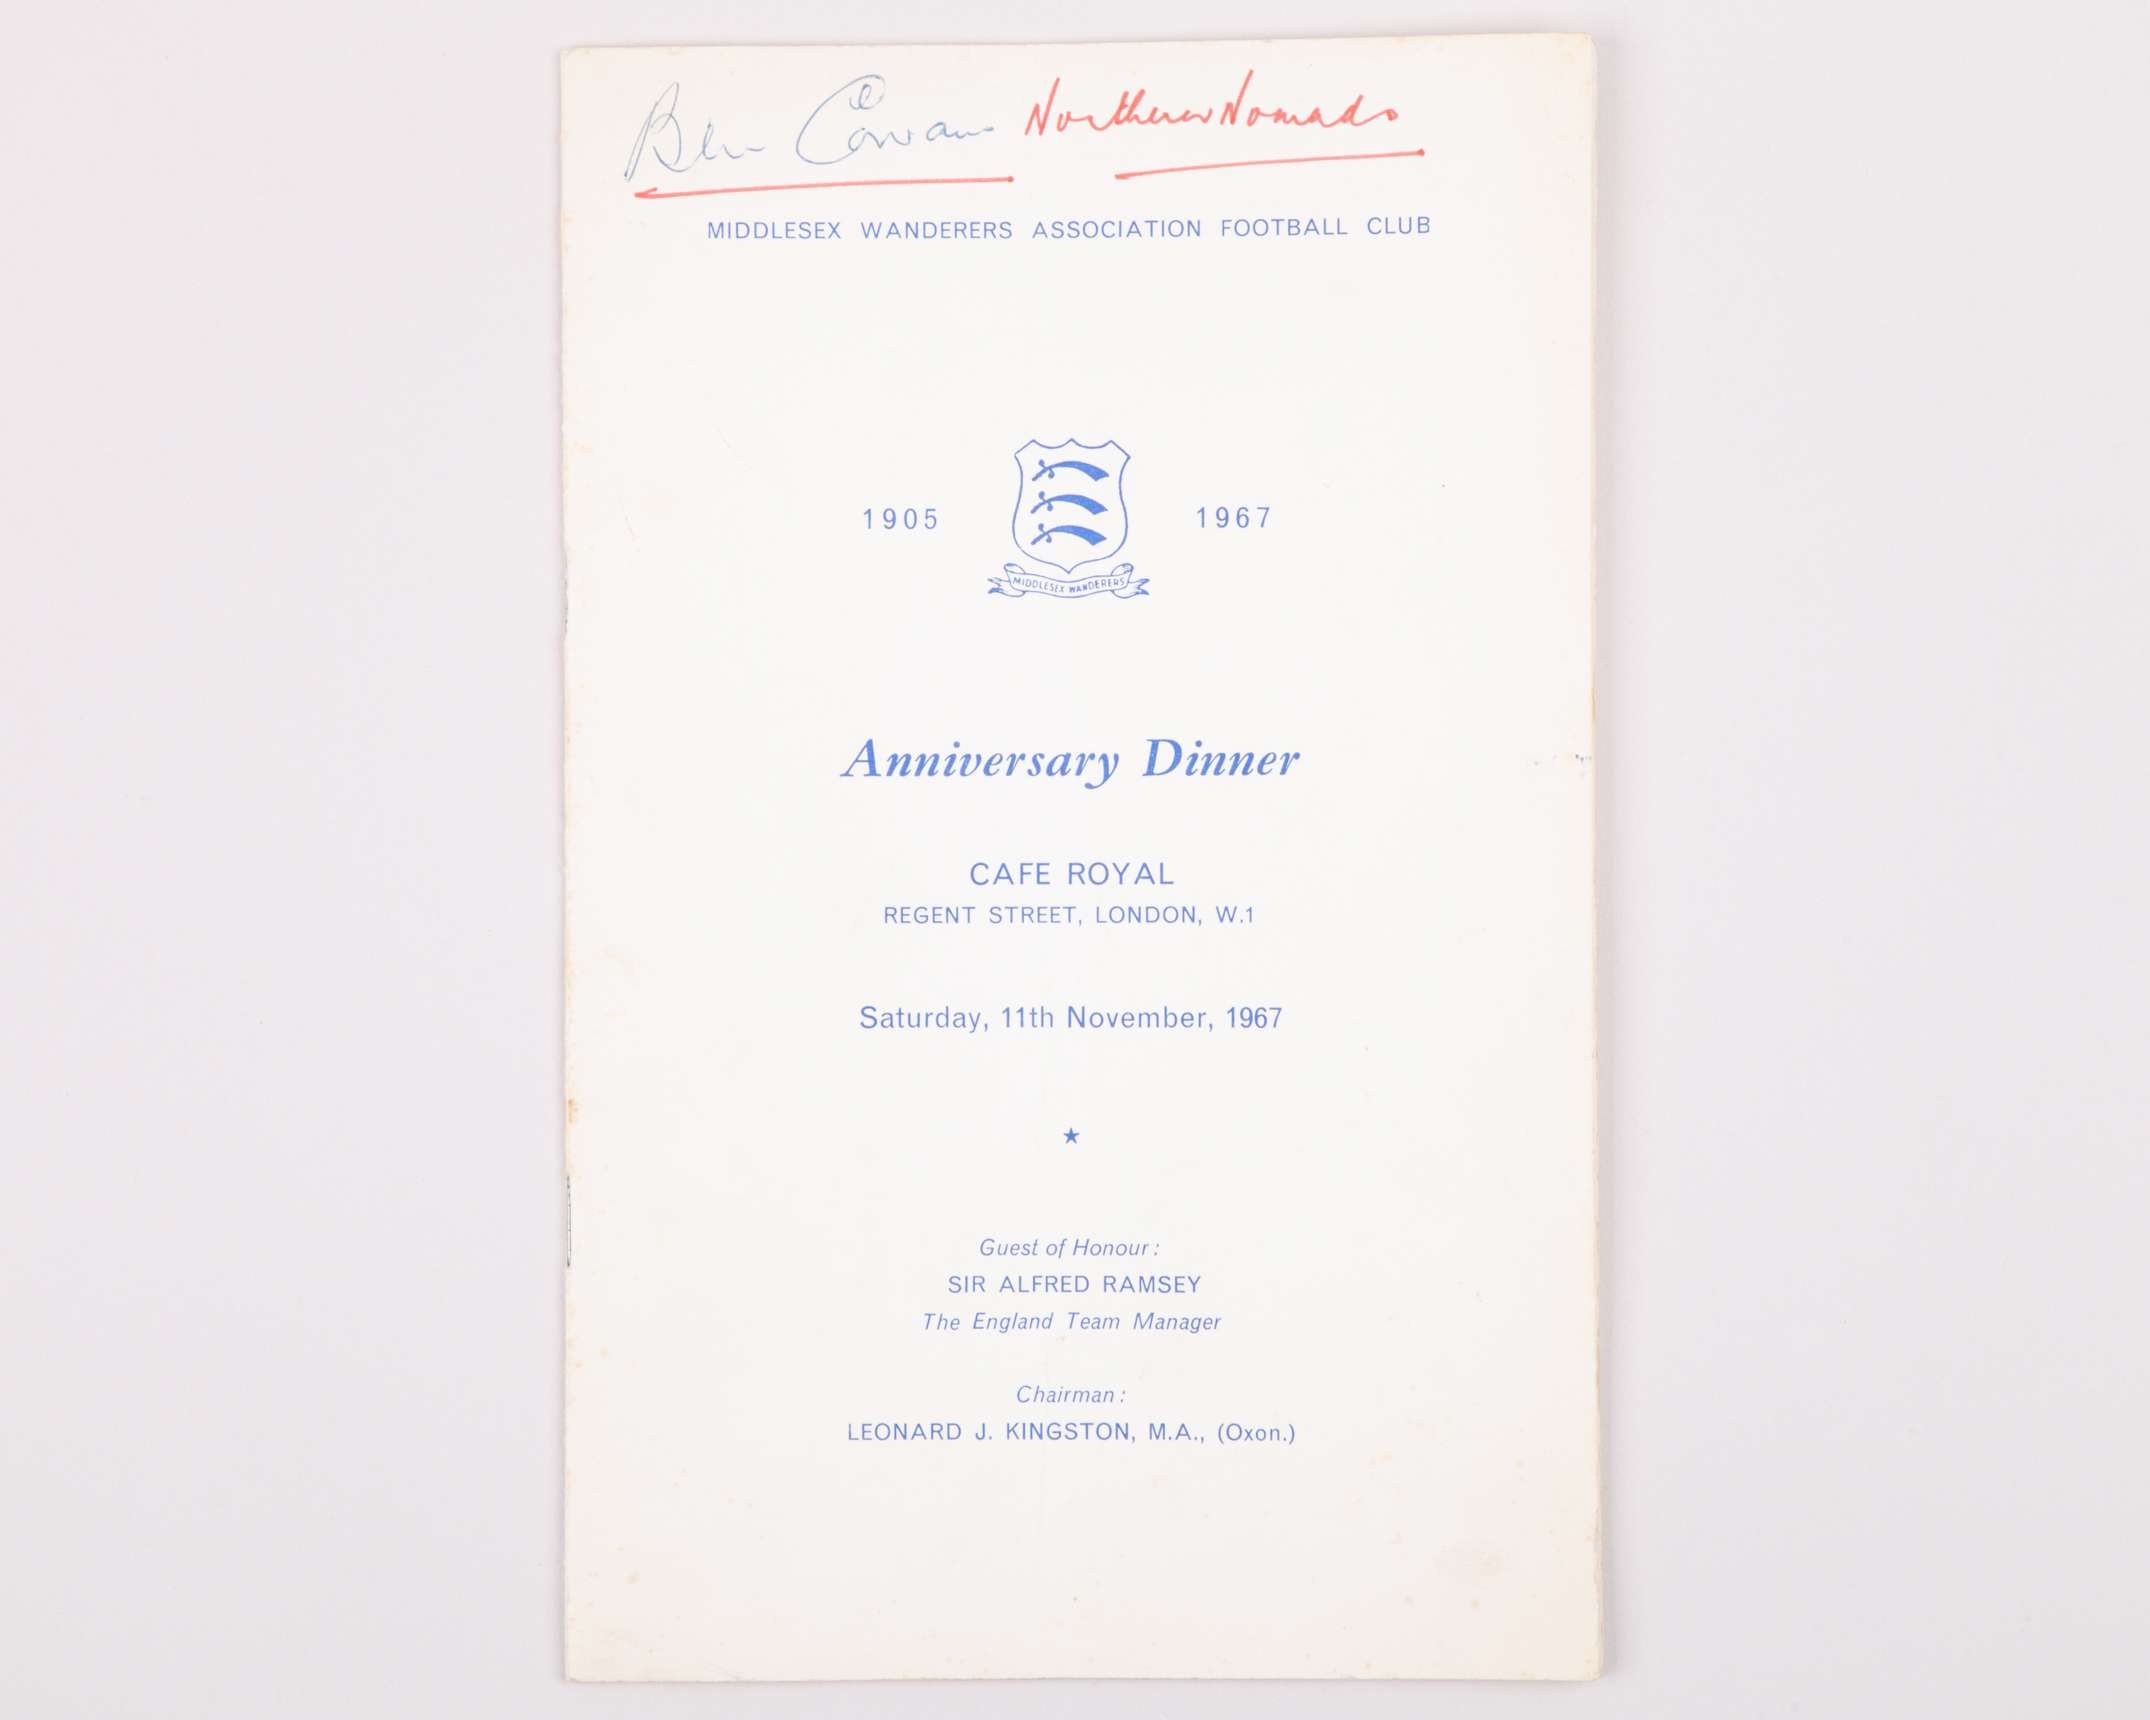 Ben Cowan Northern Nomads
MIDDLESEX WANDERERS ASSOCIATION FOOTBALL CLUB
1905 1967
MIDDLESEX WANDERERS
Anniversary Dinner
CAFE ROYAL
REGENT STREET, LONDON, W.1
Saturday, 11th November, 1967
Guest of Honour:
SIR ALFRED RAMSEY
The England Team Manager
Chairman:
LEONARD J. KINGSTON, M.A., (Oxon.)